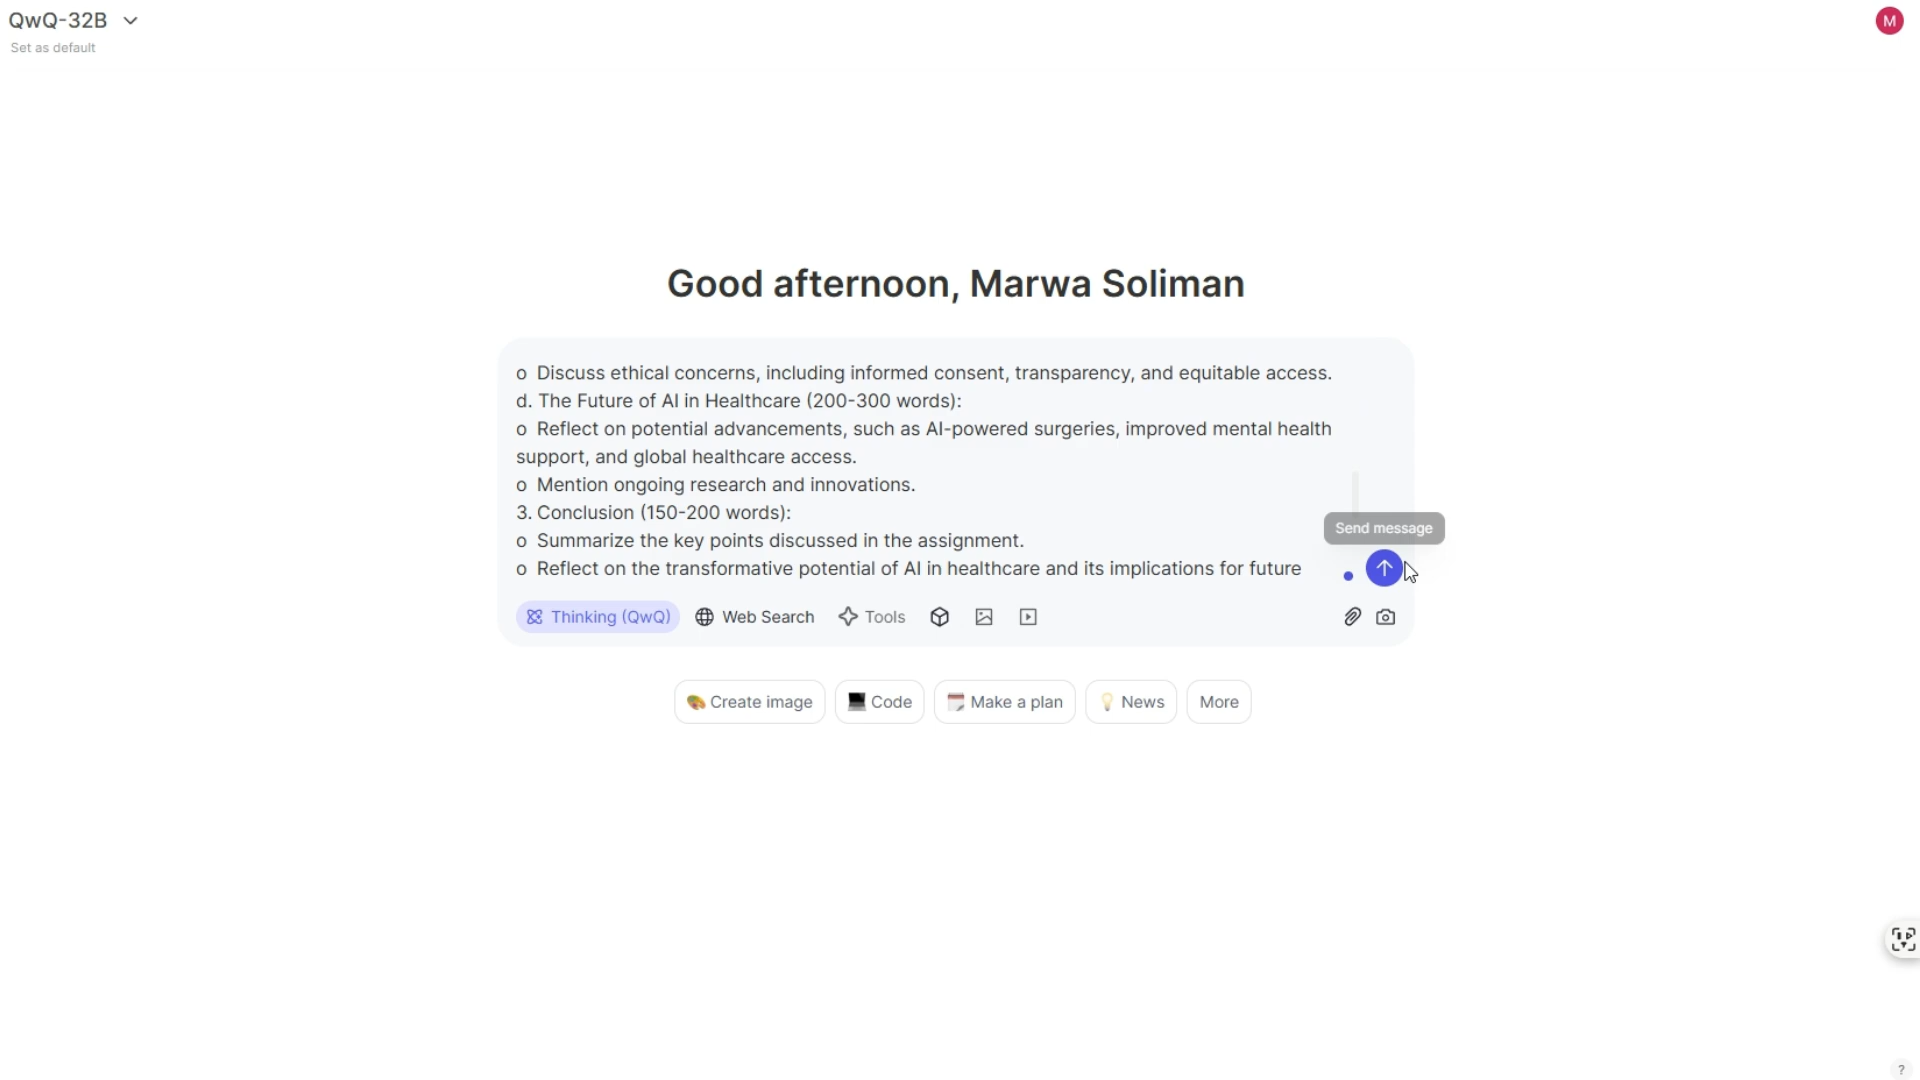 QwQ-32B
Set as default
M
Good afternoon, Marwa Soliman
o Discuss ethical concerns, including informed consent, transparency, and equitable access.
d. The Future of AI in Healthcare (200-300 words):
o Reflect on potential advancements, such as AI-powered surgeries, improved mental health
support, and global healthcare access.
o Mention ongoing research and innovations.
3. Conclusion (150-200 words):
o Summarize the key points discussed in the assignment.
o Reflect on the transformative potential of AI in healthcare and its implications for future
Send message
Thinking (QwQ) Web Search Tools
Create image Code Make a plan News More
?